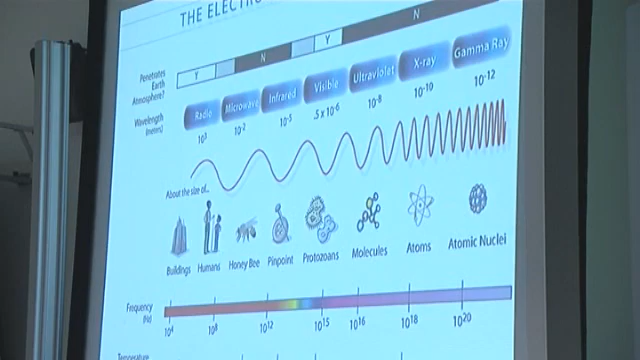 THE ELECTRO
Penetrates Earth Atmosphere? Y N Y N
Radio Microwave Infrared Visible Ultraviolet X-ray Gamma Ray
Wavelength (meters) 10³ 10⁻² 10⁻⁵ .5 x 10⁻⁶ 10⁻⁸ 10⁻¹⁰ 10⁻¹²
About the size of...
Buildings Humans Honey Bee Pinpoint Protozoans Molecules Atoms Atomic Nuclei
Frequency (Hz)
10⁴ 10⁸ 10¹² 10¹⁵ 10¹⁶ 10¹⁸ 10²⁰
Temperature